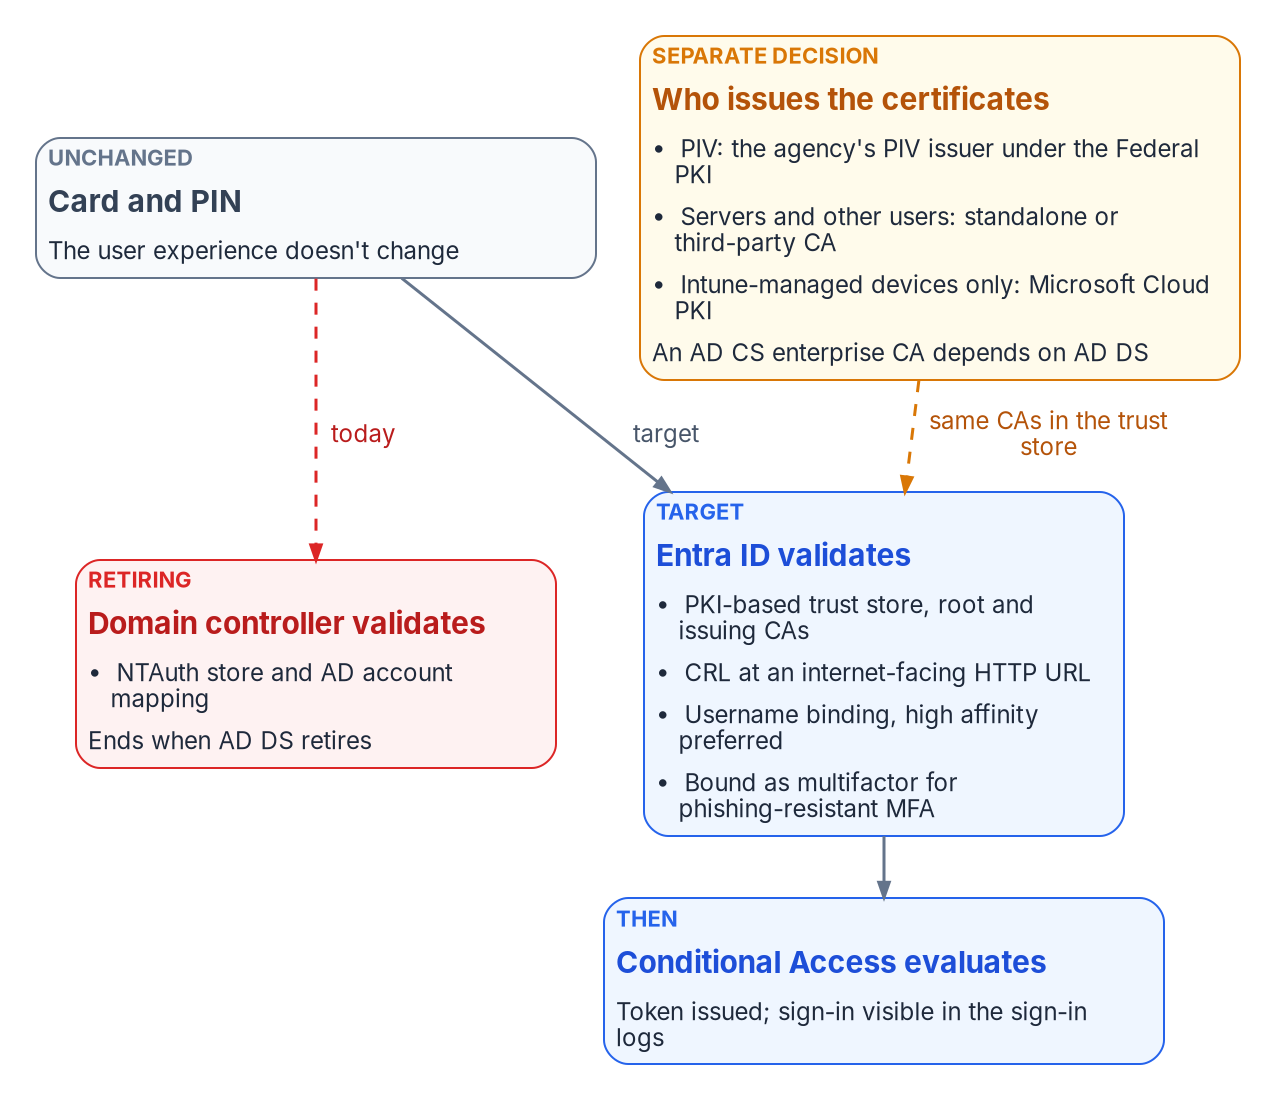 SEPARATE DECISION
Who issues the certificates
• PIV: the agency's PIV issuer under the Federal
PKI
• Servers and other users: standalone or
third-party CA
• Intune-managed devices only: Microsoft Cloud
PKI
An AD CS enterprise CA depends on AD DS
UNCHANGED
Card and PIN
The user experience doesn't change
today
target
same CAs in the trust
store
RETIRING
Domain controller validates
• NTAuth store and AD account
mapping
Ends when AD DS retires
TARGET
Entra ID validates
• PKI-based trust store, root and
issuing CAs
• CRL at an internet-facing HTTP URL
• Username binding, high affinity
preferred
• Bound as multifactor for
phishing-resistant MFA
THEN
Conditional Access evaluates
Token issued; sign-in visible in the sign-in
logs